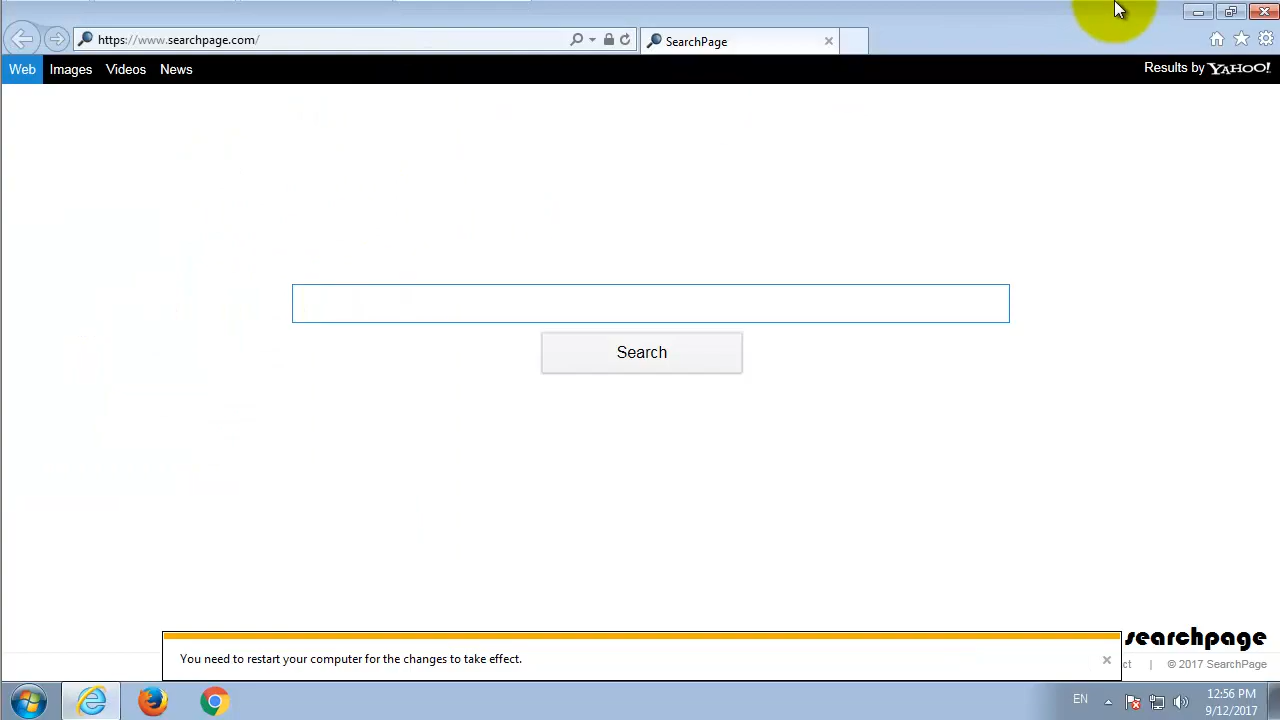 https://www.searchpage.com/
SearchPage
Web Images Videos News
Results by YAHOO!
Search
searchpage
You need to restart your computer for the changes to take effect.
ct | © 2017 SearchPage
EN
12:56 PM
9/12/2017